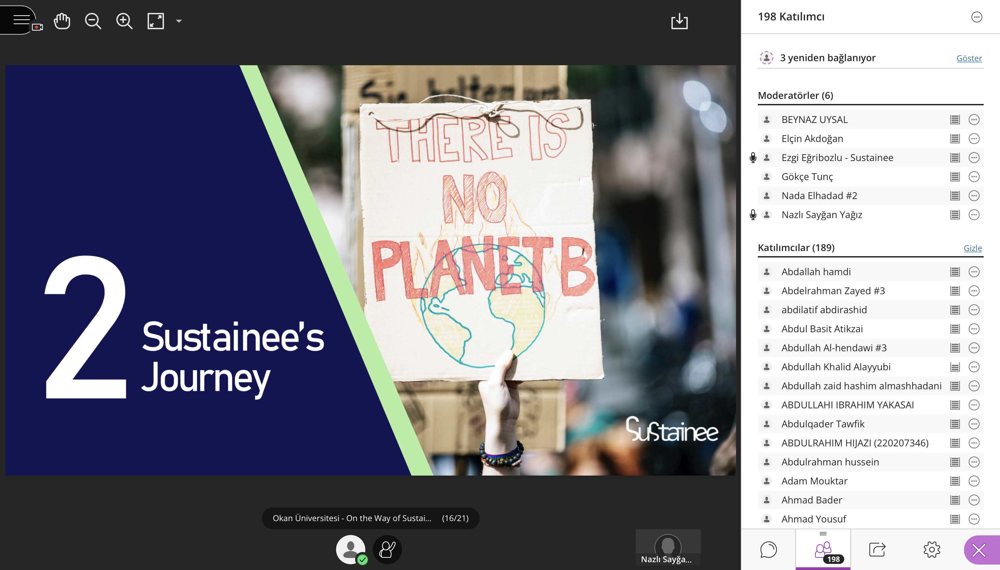 Sie halten uns
THERE IS
NO
PLANET B
2
Sustainee's
Journey
Sustainee
Okan Üniversitesi - On the Way of Sustai... (16/21)
Nazlı Sayğa...
198 Katılımcı
3 yeniden bağlanıyor Göster
Moderatörler (6)
BEYNAZ UYSAL
Elçin Akdoğan
Ezgi Eğribozlu - Sustainee
Gökçe Tunç
Nada Elhadad #2
Nazlı Sayğan Yağız
Katılımcılar (189) Gizle
Abdallah hamdi
Abdelrahman Zayed #3
abdilatif abdirashid
Abdul Basit Atikzai
Abdullah Al-hendawi #3
Abdullah Khalid Alayyubi
Abdullah zaid hashim almashhadani
ABDULLAHI IBRAHIM YAKASAI
Abdulqader Tawfik
ABDULRAHIM HIJAZI (220207346)
Abdulrahman hussein
Adam Mouktar
Ahmad Bader
Ahmad Yousuf
198